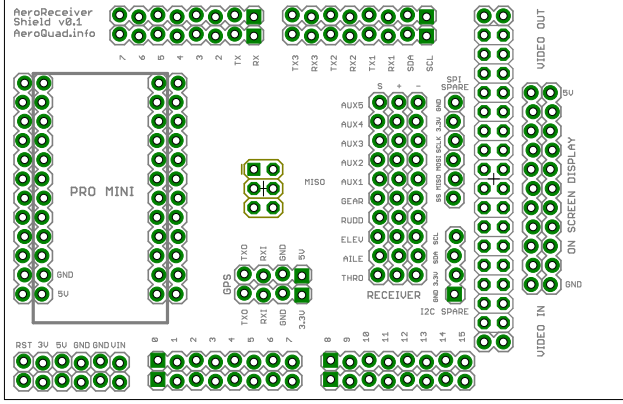 AeroReceiver
Shield v0.1
AeroQuad.info
7 6 5 4 3 2 TX RX
TX3 RX3 TX2 RX2 TX1 RX1 SDA SCL
VIDEO OUT
S + -
SPI
SPARE
AUX5
AUX4
AUX3
AUX2
AUX1
GEAR
RUDD
ELEV
AILE
THRO
RECEIVER
GND
3.3V
SCLK
MOSI
MISO
SS
SCL
SDA
3.3V
GND
I2C SPARE
5V
ON SCREEN DISPLAY
GND
VIDEO IN
PRO MINI
GND
5V
MISO
GPS
TXO RXI GND 5V
TXO RXI GND 3.3V
RST 3V 5V GND GND VIN
0 1 2 3 4 5 6 7
8 9 10 11 12 13 14 15